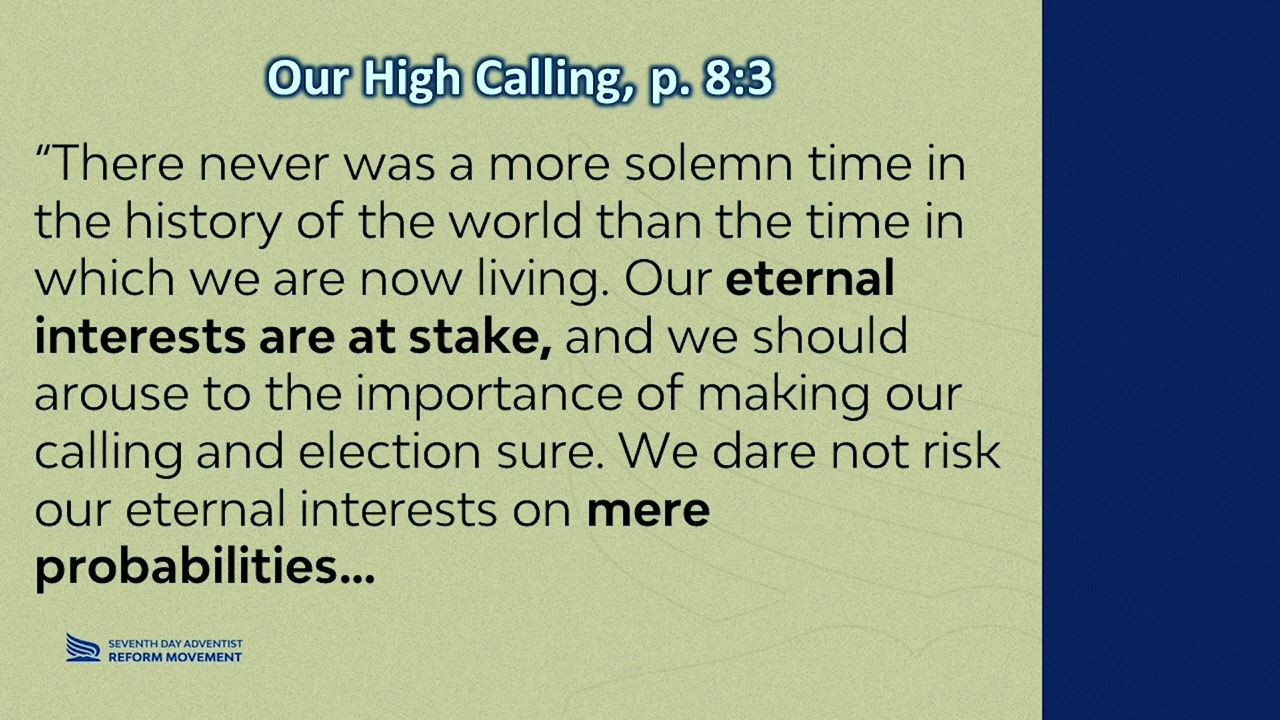 Our High Calling, p. 8:3
“There never was a more solemn time in
the history of the world than the time in
which we are now living. Our eternal
interests are at stake, and we should
arouse to the importance of making our
calling and election sure. We dare not risk
our eternal interests on mere
probabilities...
SEVENTH DAY ADVENTIST
REFORM MOVEMENT